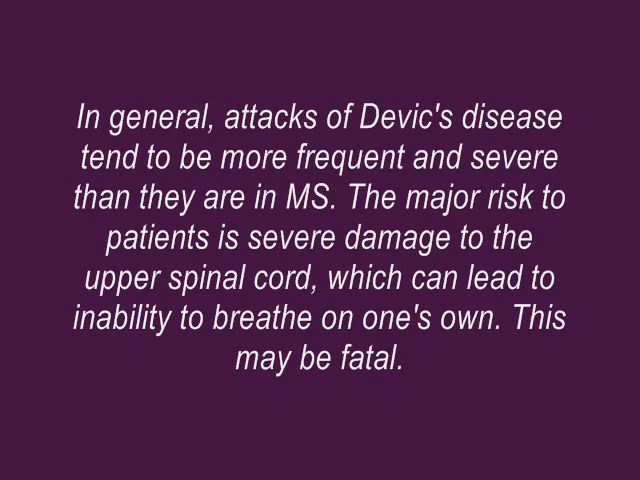 In general, attacks of Devic's disease
tend to be more frequent and severe
than they are in MS. The major risk to
patients is severe damage to the
upper spinal cord, which can lead to
inability to breathe on one's own. This
may be fatal.